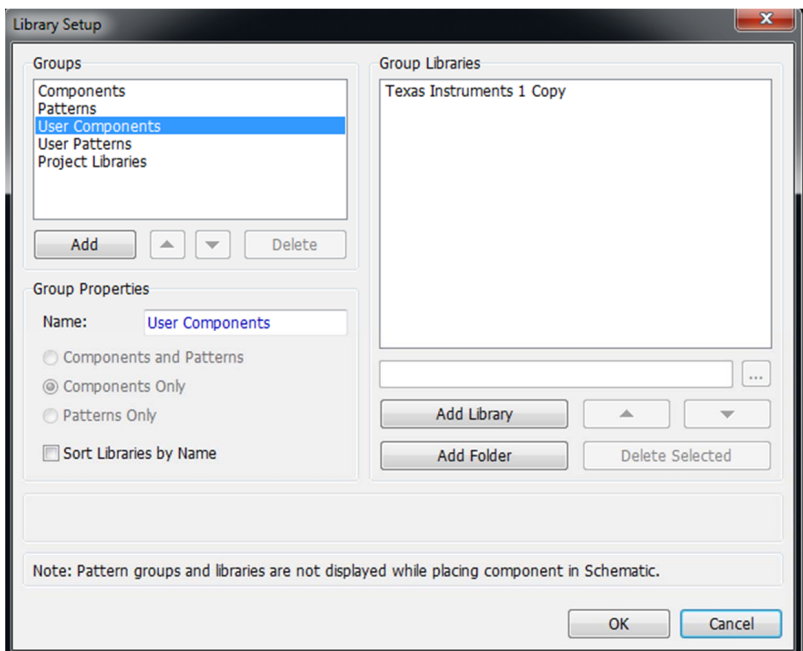 Library Setup
Groups
Components
Patterns
User Components
User Patterns
Project Libraries
Add
Delete
Group Properties
Name: User Components
Components and Patterns
Components Only
Patterns Only
Sort Libraries by Name
Group Libraries
Texas Instruments 1 Copy
...
Add Library
Add Folder
Delete Selected
Note: Pattern groups and libraries are not displayed while placing component in Schematic.
OK
Cancel